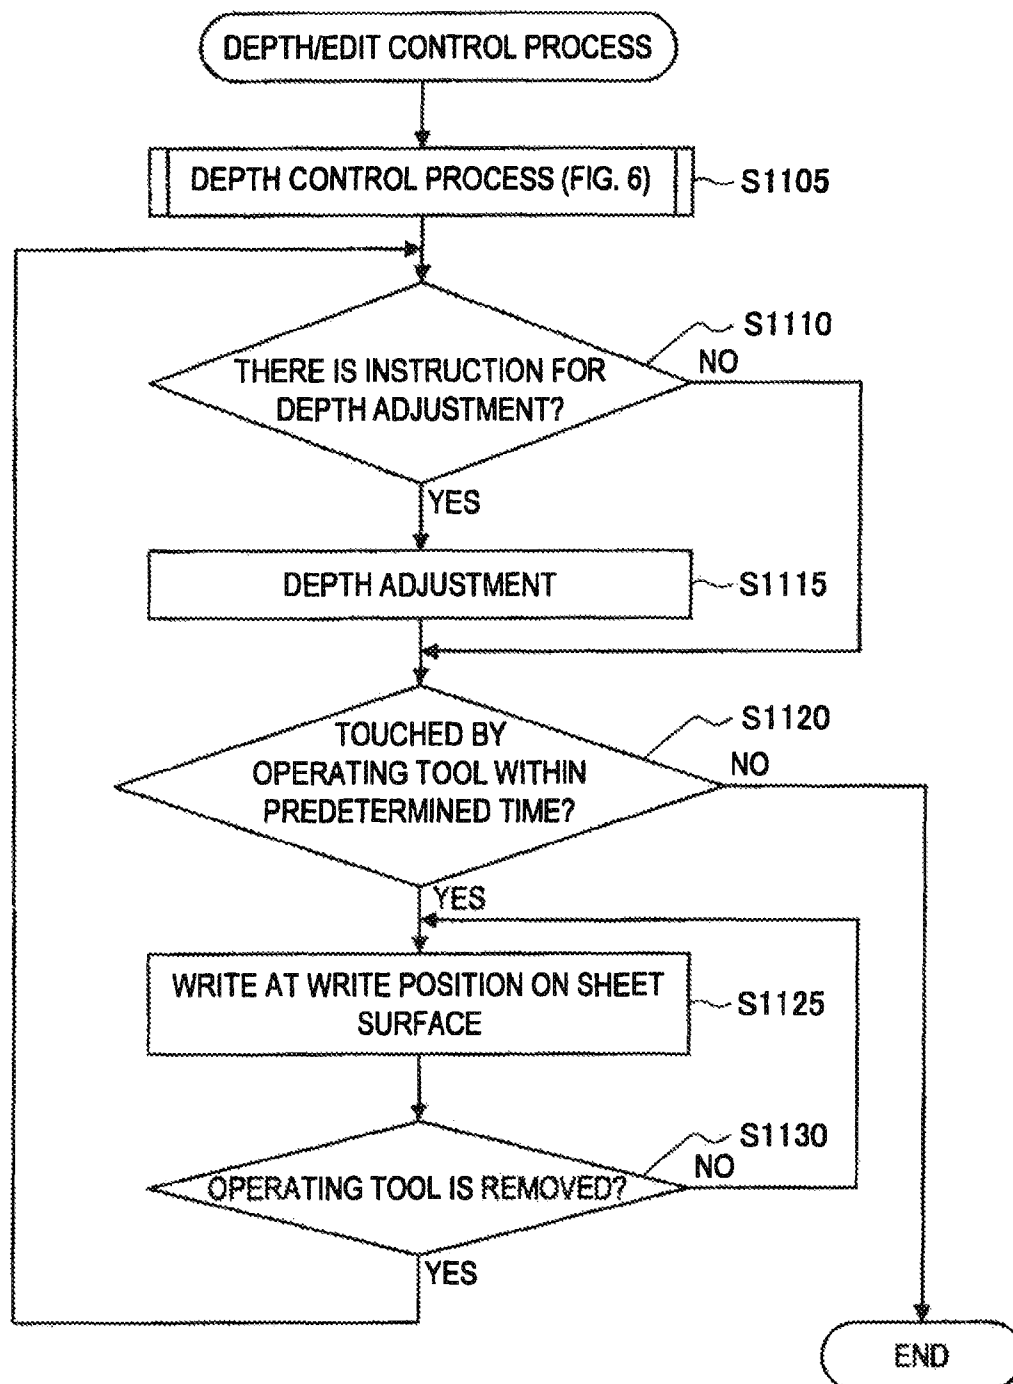 DEPTH/EDIT CONTROL PROCESS
DEPTH CONTROL PROCESS (FIG. 6)
S1105
S1110
NO
THERE IS INSTRUCTION FOR
DEPTH ADJUSTMENT?
YES
DEPTH ADJUSTMENT
S1115
S1120
TOUCHED BY
OPERATING TOOL WITHIN
PREDETERMINED TIME?
NO
YES
WRITE AT WRITE POSITION ON SHEET
SURFACE
S1125
S1130
NO
OPERATING TOOL IS REMOVED?
YES
END